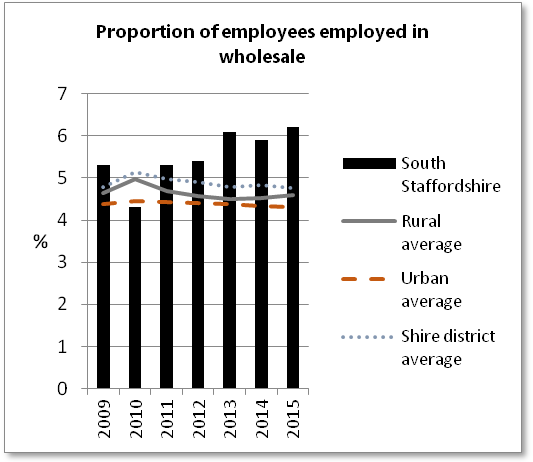 Proportion of employees employed in
wholesale
7
6
5
4
3
2
1
0
%
2009
2010
2011
2012
2013
2014
2015
South
Staffordshire
Rural
average
Urban
average
Shire district
average